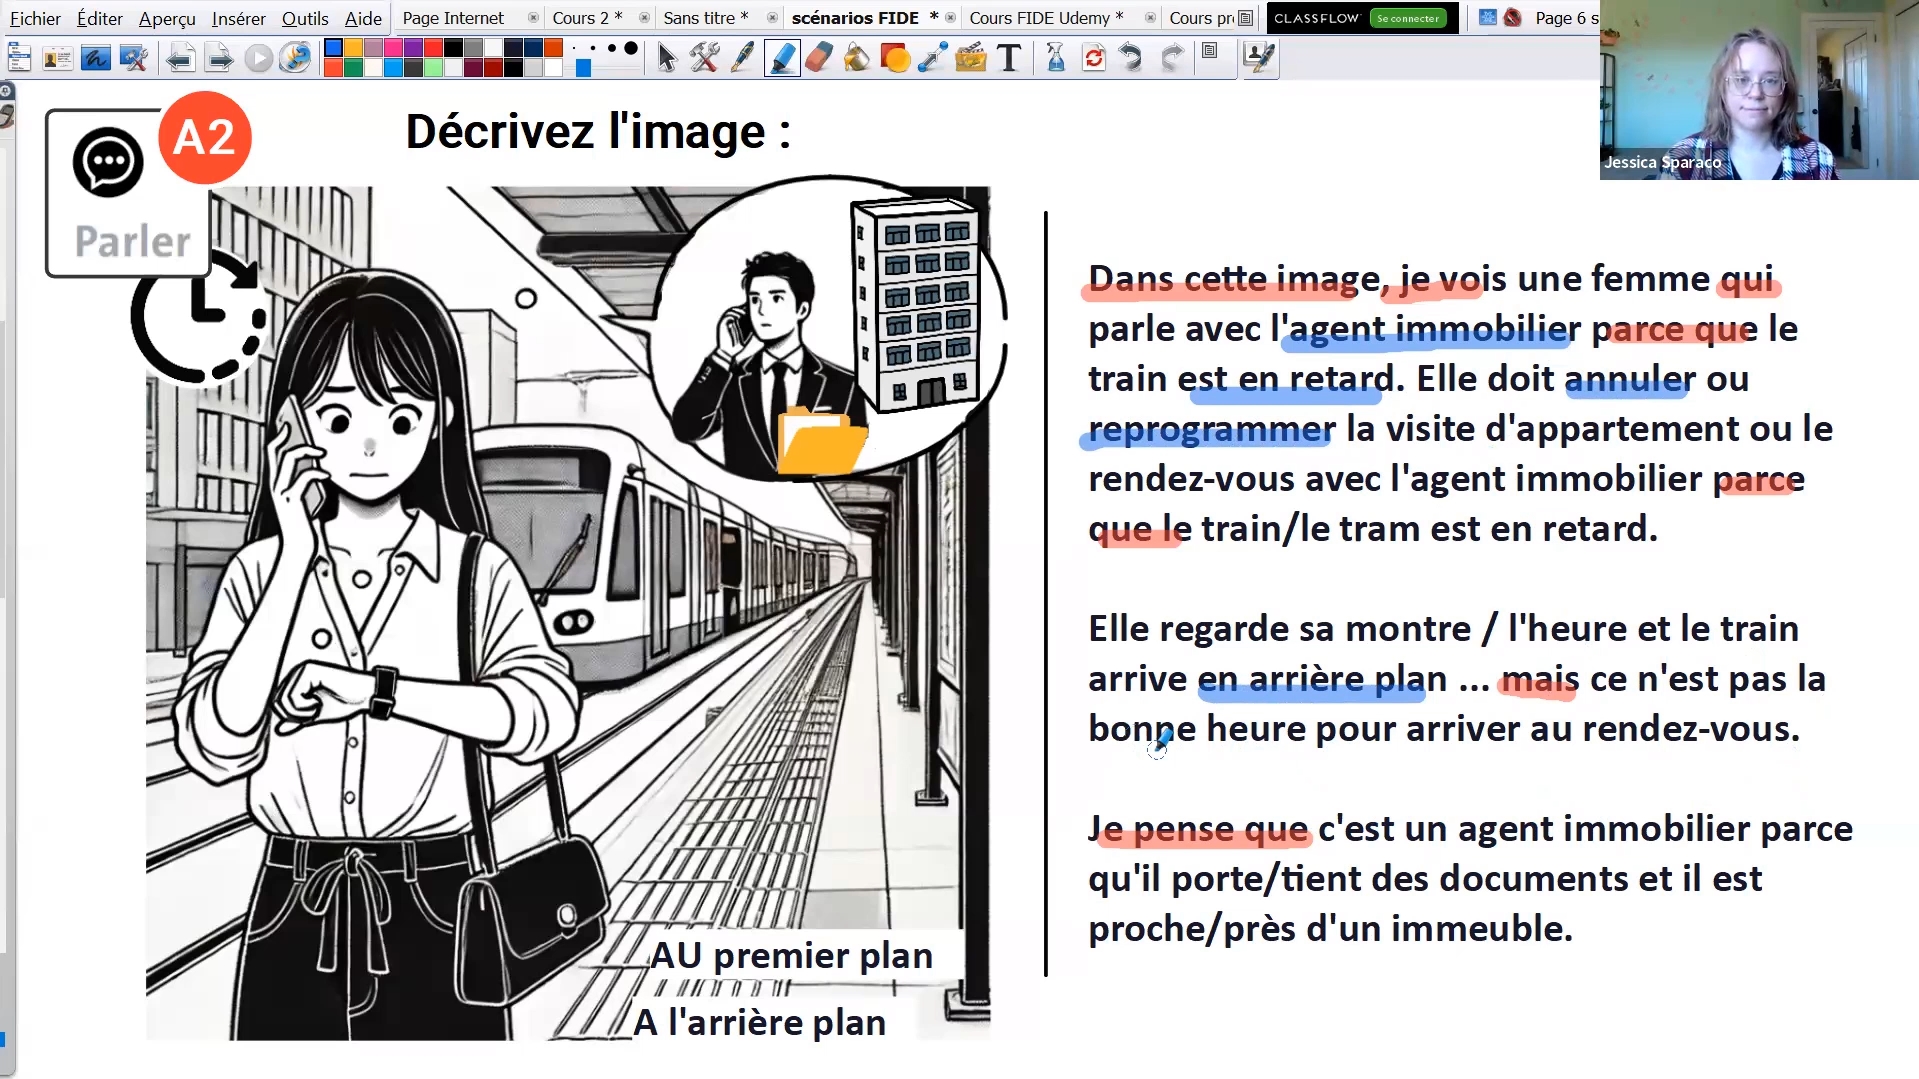 Fichier Éditer Aperçu Insérer Outils Aide
Page Internet Cours 2 * Sans titre * scénarios FIDE * Cours FIDE Udemy *
CLASSFLOW Se connecter
Page 6
Jessica Sparaco
A2
Parler
Décrivez l'image :
AU premier plan
A l'arrière plan
Dans cette image, je vois une femme qui
parle avec l'agent immobilier parce que le
train est en retard. Elle doit annuler ou
reprogrammer la visite d'appartement ou le
rendez-vous avec l'agent immobilier parce
que le train/le tram est en retard.
Elle regarde sa montre / l'heure et le train
arrive en arrière plan ... mais ce n'est pas la
bonne heure pour arriver au rendez-vous.
Je pense que c'est un agent immobilier parce
qu'il porte/tient des documents et il est
proche/près d'un immeuble.